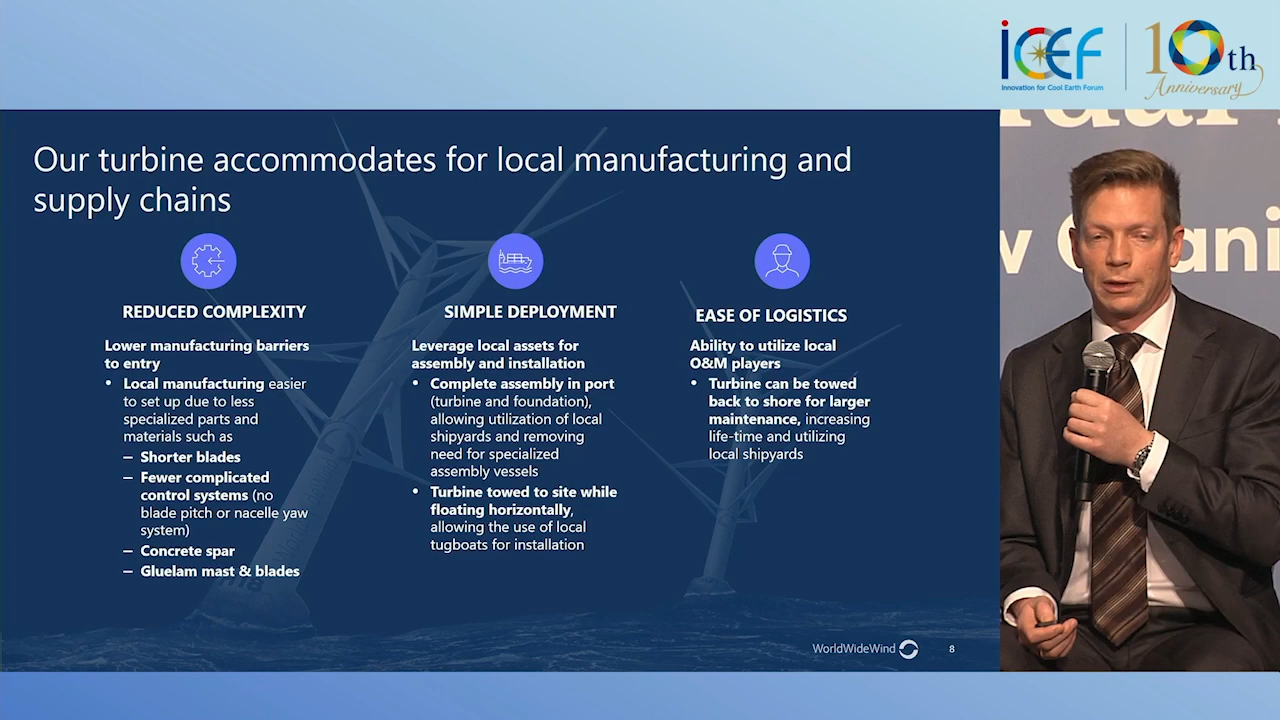 ICEF
Innovation for Cool Earth Forum
10th
Anniversary
Our turbine accommodates for local manufacturing and
supply chains
REDUCED COMPLEXITY
Lower manufacturing barriers
to entry
• Local manufacturing easier
to set up due to less
specialized parts and
materials such as
– Shorter blades
– Fewer complicated
control systems (no
blade pitch or nacelle yaw
system)
– Concrete spar
– Gluelam mast & blades
SIMPLE DEPLOYMENT
Leverage local assets for
assembly and installation
• Complete assembly in port
(turbine and foundation),
allowing utilization of local
shipyards and removing
need for specialized
assembly vessels
• Turbine towed to site while
floating horizontally,
allowing the use of local
tugboats for installation
EASE OF LOGISTICS
Ability to utilize local
O&M players
• Turbine can be towed
back to shore for larger
maintenance, increasing
life-time and utilizing
local shipyards
WorldWideWind
8